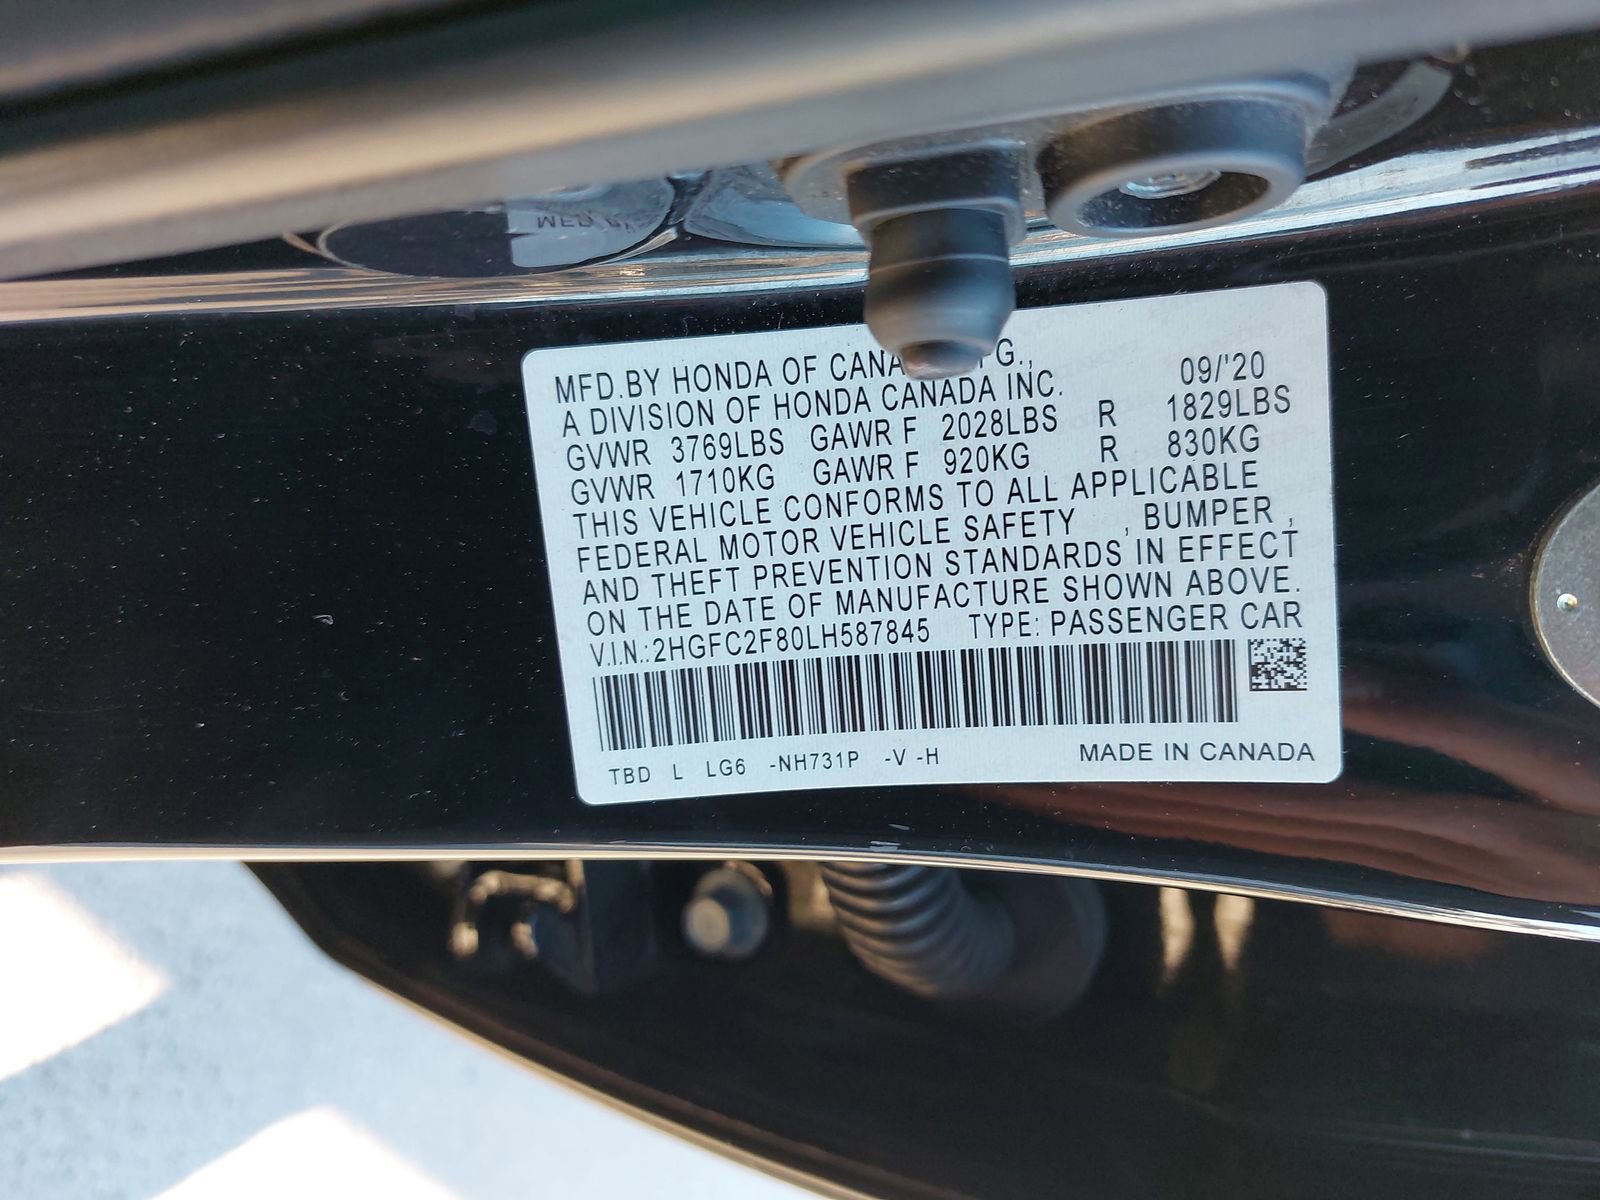 MFD.BY HONDA OF G.,
09/'20
A DIVISION OF HONDA CANADA INC.
GVWR 3769LBS GAWR F 2028LBS R 1829LBS
GVWR 1710KG GAWR F 920KG R 830KG
THIS VEHICLE CONFORMS TO ALL APPLICABLE
FEDERAL MOTOR VEHICLE SAFETY , BUMPER ,
AND THEFT PREVENTION STANDARDS IN EFFECT
ON THE DATE OF MANUFACTURE SHOWN ABOVE.
V.I.N.:2HGFC2F80LH587845 TYPE: PASSENGER CAR
TBD L LG6 -NH731P -V -H MADE IN CANADA